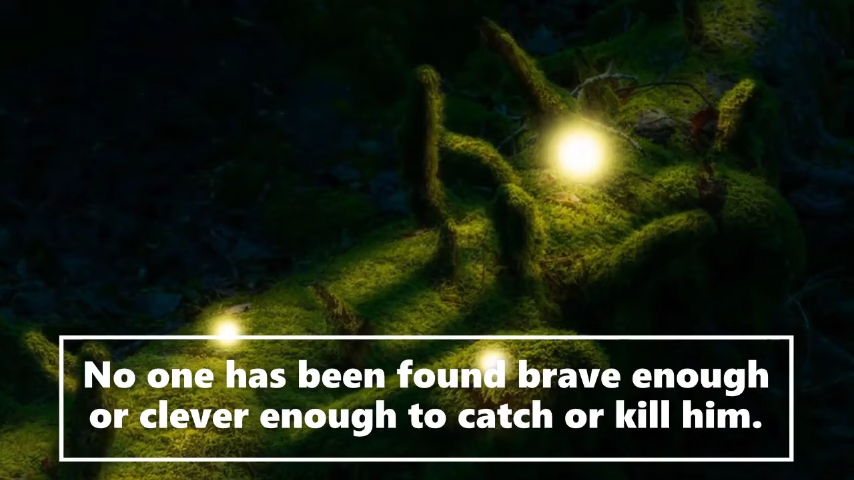 No one has been found brave enough
or clever enough to catch or kill him.